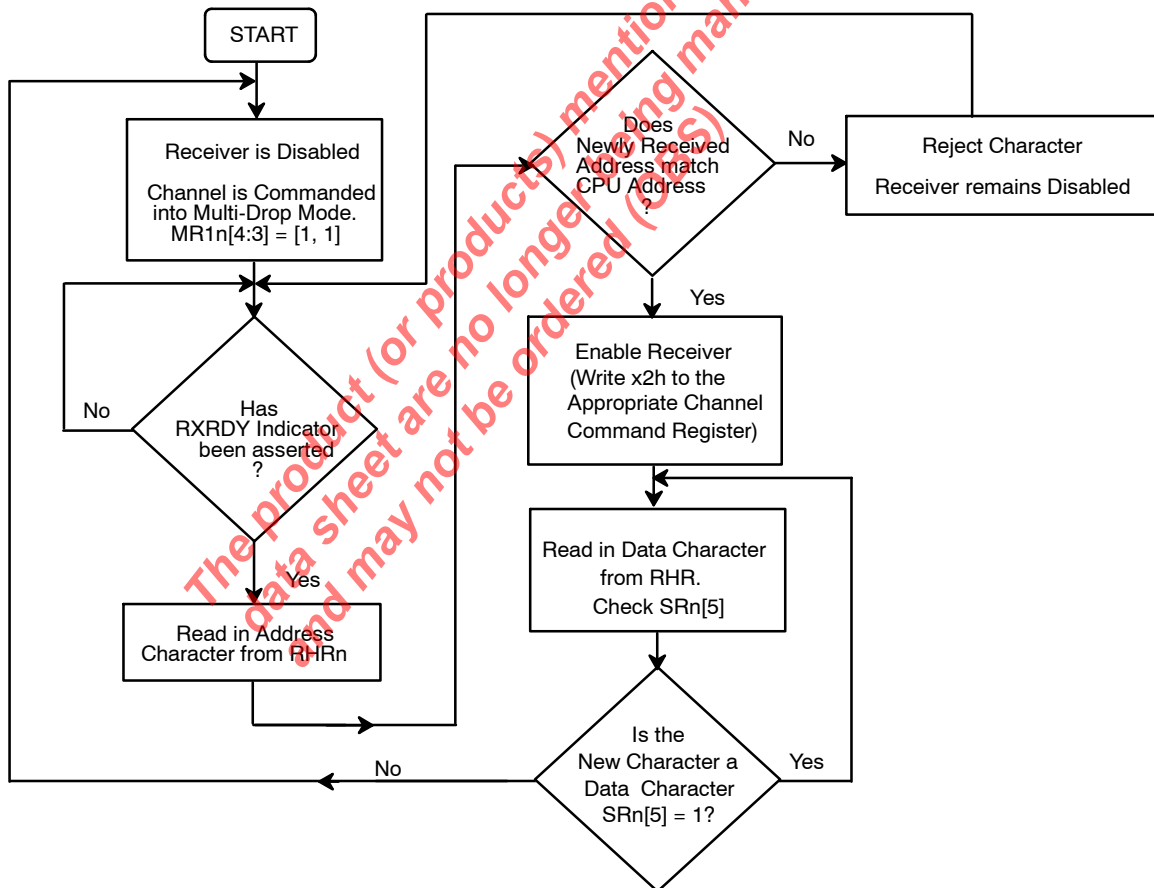 START
Receiver is Disabled
Channel is Commanded
into Multi-Drop Mode.
MR1n[4:3] = [1, 1]
No
Has
RXRDY Indicator
been asserted
?
Yes
Read in Address
Character from RHRn
Does
Newly Received
Address match
CPU Address
?
No
Reject Character
Receiver remains Disabled
Yes
Enable Receiver
(Write x2h to the
Appropriate Channel
Command Register)
Read in Data Character
from RHR.
Check SRn[5]
Is the
New Character a
Data Character
SRn[5] = 1?
Yes
No
The product (or products) mention
data sheet are no longer being man
and may not be ordered (OBS)